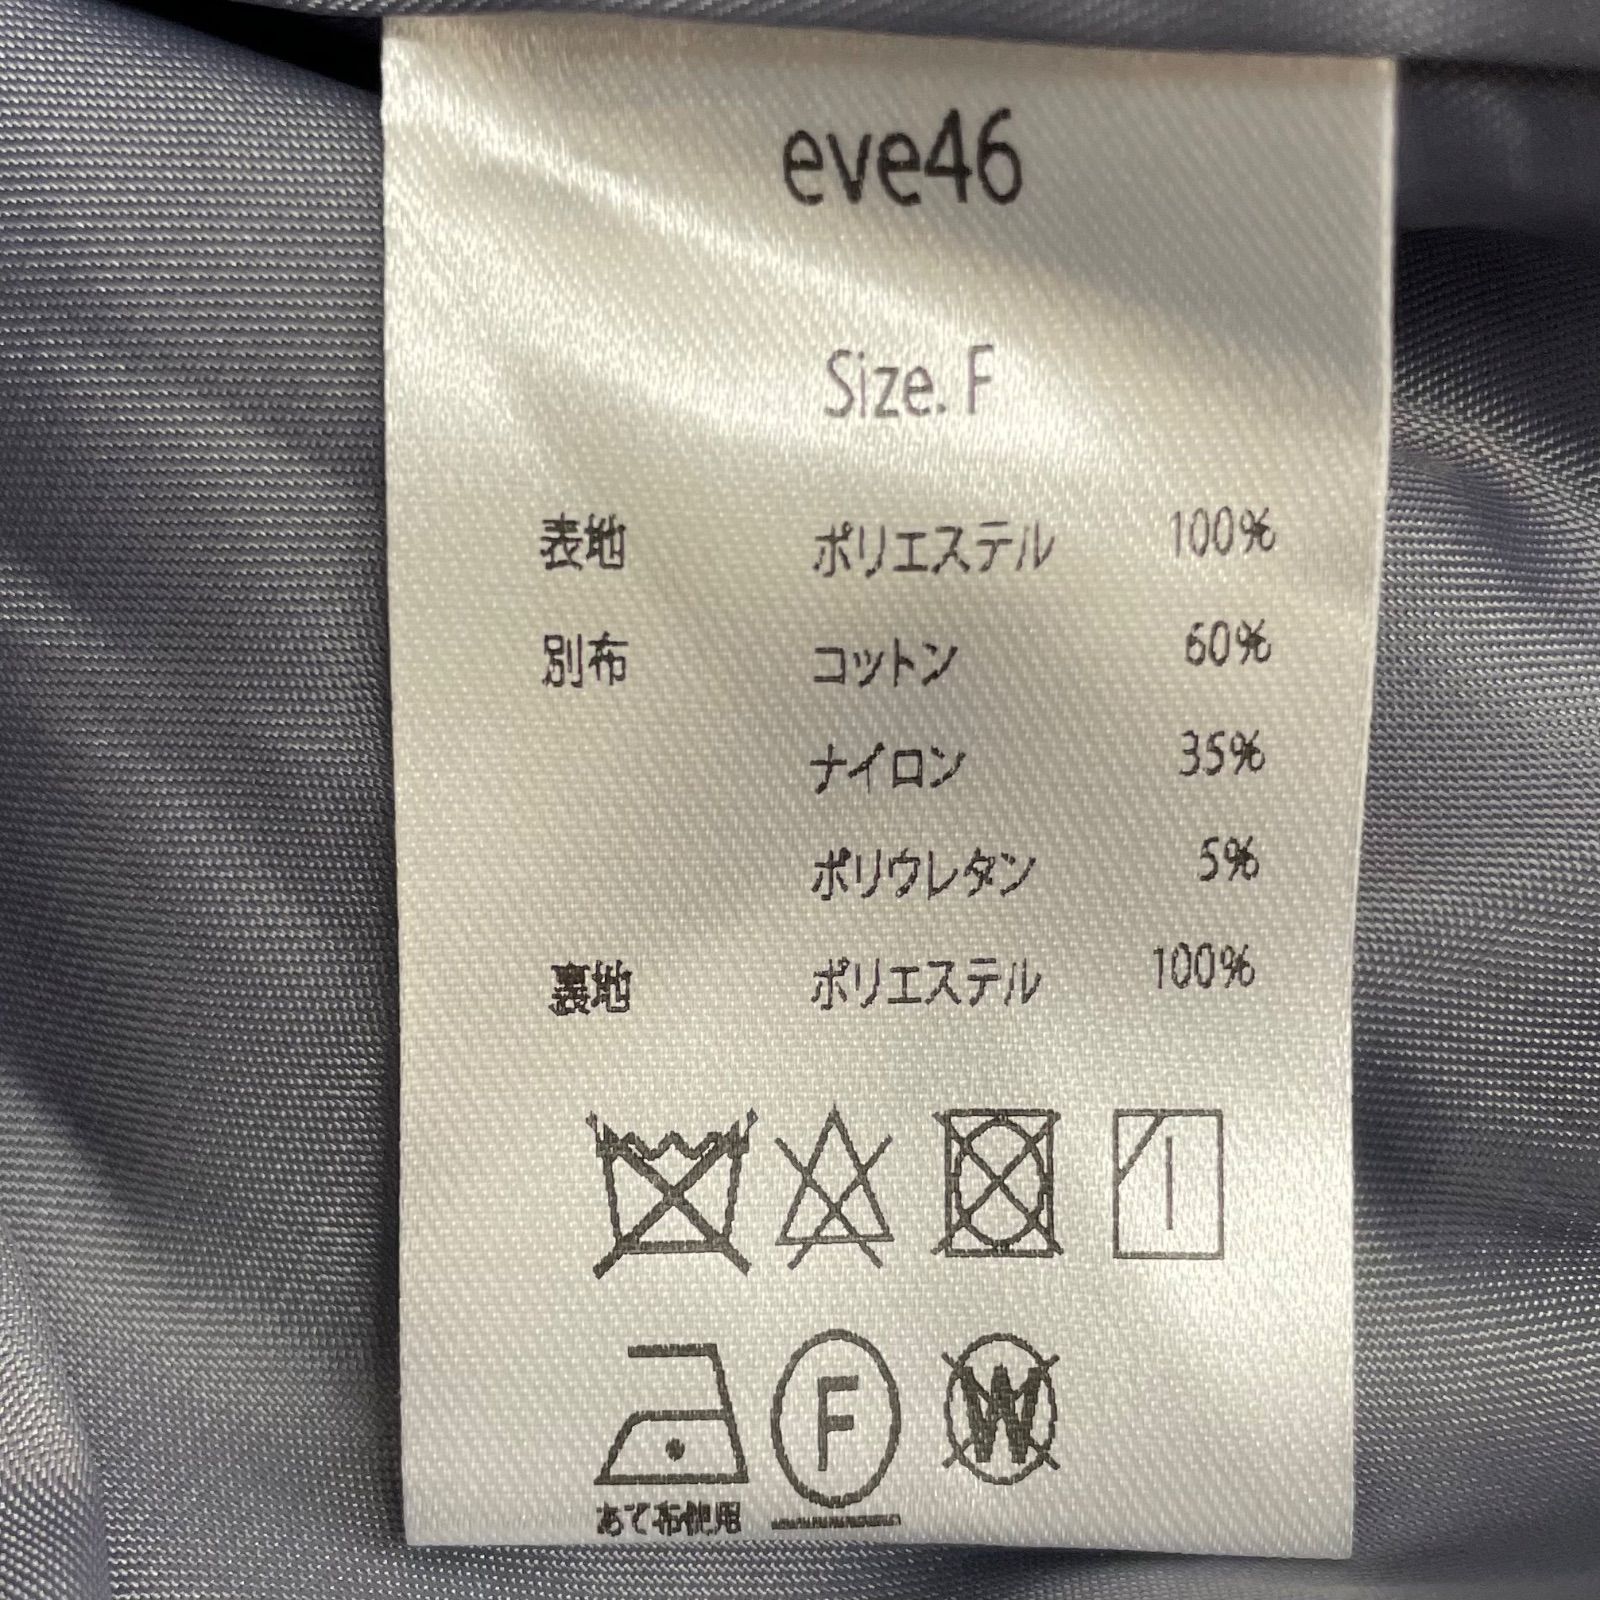 eve46
Size. F
表地 ポリエステル 100%
別布 コットン 60%
ナイロン 35%
ポリウレタン 5%
裏地 ポリエステル 100%
F W
あて布使用